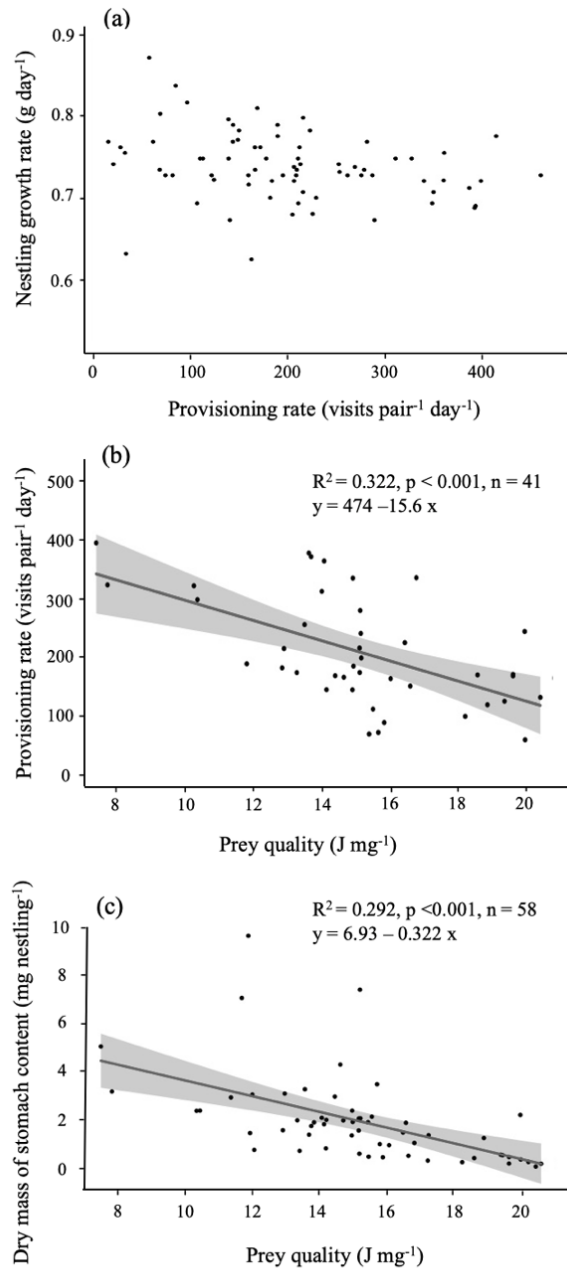 (a)
0.9
0.8
0.7
0.6
Nestling growth rate (g day⁻¹)
0 100 200 300 400
Provisioning rate (visits pair⁻¹ day⁻¹)
(b)
R² = 0.322, p < 0.001, n = 41
y = 474 –15.6 x
500
400
300
200
100
0
Provisioning rate (visits pair⁻¹ day⁻¹)
8 10 12 14 16 18 20
Prey quality (J mg⁻¹)
(c)
R² = 0.292, p <0.001, n = 58
y = 6.93 – 0.322 x
10
8
6
4
2
0
Dry mass of stomach content (mg nestling⁻¹)
8 10 12 14 16 18 20
Prey quality (J mg⁻¹)